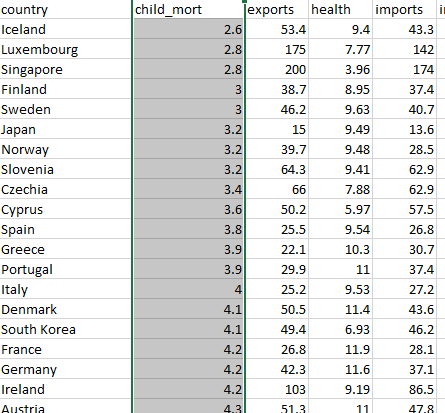 country child_mort exports health imports i
Iceland 2.6 53.4 9.4 43.3
Luxembourg 2.8 175 7.77 142
Singapore 2.8 200 3.96 174
Finland 3 38.7 8.95 37.4
Sweden 3 46.2 9.63 40.7
Japan 3.2 15 9.49 13.6
Norway 3.2 39.7 9.48 28.5
Slovenia 3.2 64.3 9.41 62.9
Czechia 3.4 66 7.88 62.9
Cyprus 3.6 50.2 5.97 57.5
Spain 3.8 25.5 9.54 26.8
Greece 3.9 22.1 10.3 30.7
Portugal 3.9 29.9 11 37.4
Italy 4 25.2 9.53 27.2
Denmark 4.1 50.5 11.4 43.6
South Korea 4.1 49.4 6.93 46.2
France 4.2 26.8 11.9 28.1
Germany 4.2 42.3 11.6 37.1
Ireland 4.2 103 9.19 86.5
Austria 4.3 51.3 11 47.8